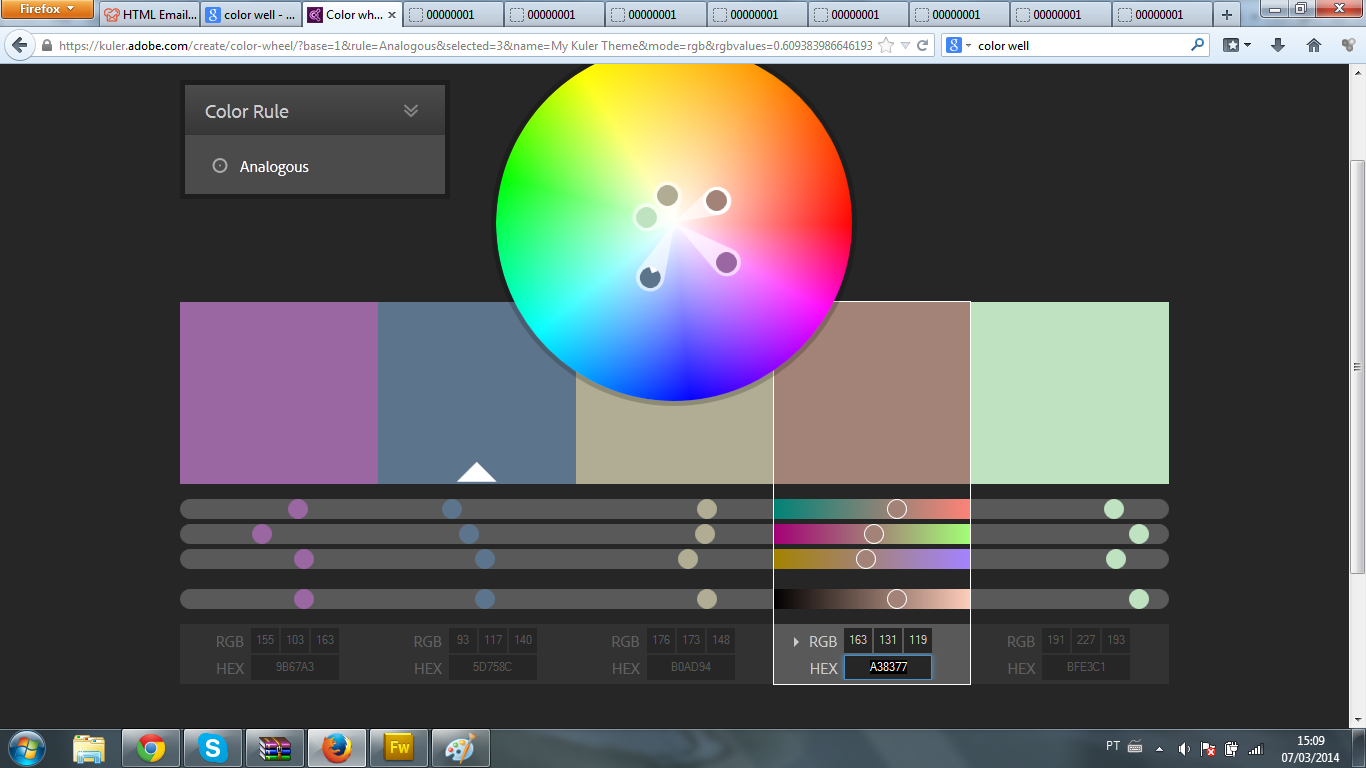 Firefox
HTML Email...
color well - ...
Color wh...
00000001
00000001
00000001
00000001
00000001
00000001
00000001
00000001
https://kuler.adobe.com/create/color-wheel/?base=1&rule=Analogous&selected=3&name=My Kuler Theme&mode=rgb&rgbvalues=0.609383986646193
color well
Color Rule
Analogous
RGB 155 103 163
HEX 9B67A3
RGB 93 117 140
HEX 5D758C
RGB 176 173 148
HEX B0AD94
RGB 163 131 119
HEX A38377
RGB 191 227 193
HEX BFE3C1
Fw
PT
15:09
07/03/2014